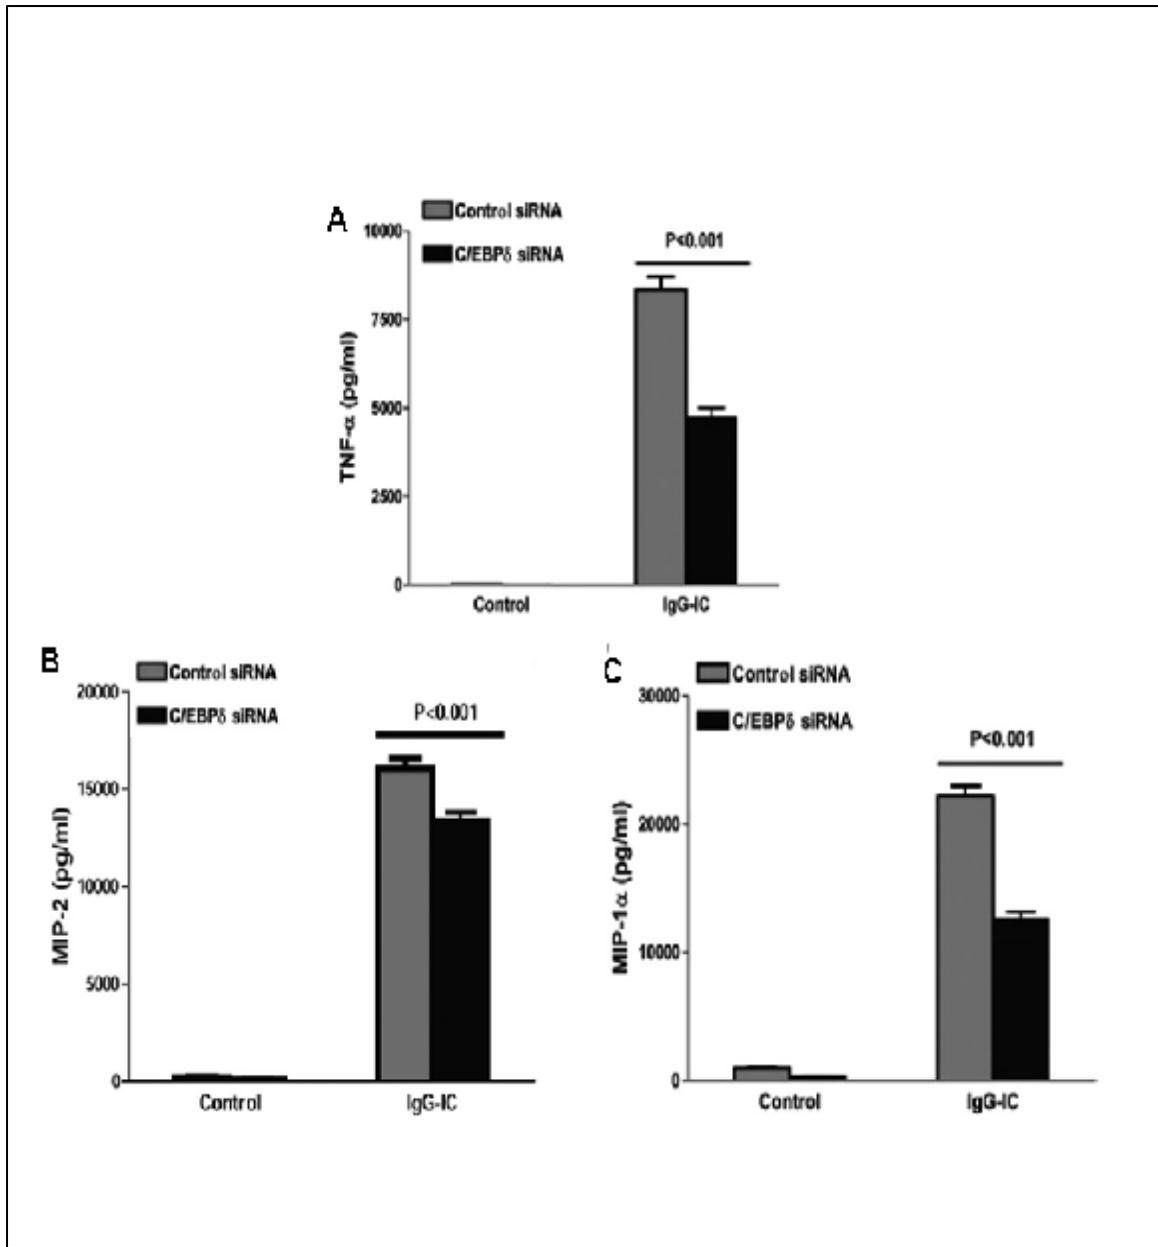 A
Control siRNA
C/EBPδ siRNA
P<0.001
10000
7500
5000
2500
0
TNF-α (pg/ml)
Control
IgG-IC
B
Control siRNA
C/EBPδ siRNA
P<0.001
20000
15000
10000
5000
0
MIP-2 (pg/ml)
Control
IgG-IC
C
Control siRNA
C/EBPδ siRNA
P<0.001
30000
20000
10000
0
MIP-1α (pg/ml)
Control
IgG-IC